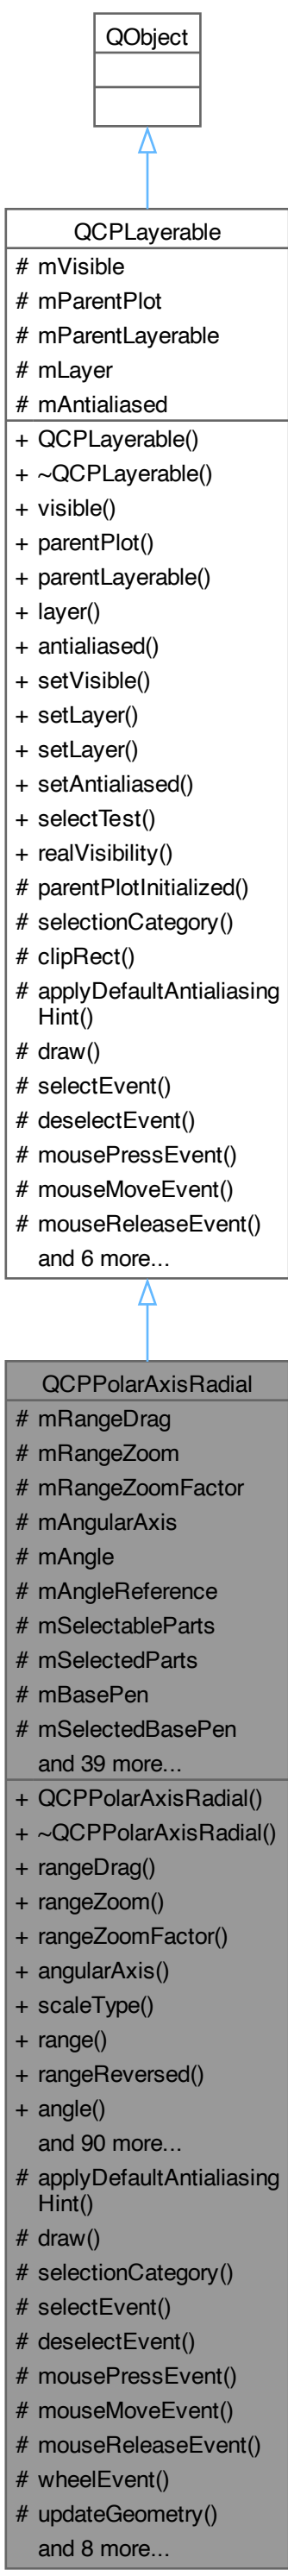 QObject
QCPLayerable
# mVisible
# mParentPlot
# mParentLayerable
# mLayer
# mAntialiased
+ QCPLayerable()
+ ~QCPLayerable()
+ visible()
+ parentPlot()
+ parentLayerable()
+ layer()
+ antialiased()
+ setVisible()
+ setLayer()
+ setLayer()
+ setAntialiased()
+ selectTest()
+ realVisibility()
# parentPlotInitialized()
# selectionCategory()
# clipRect()
# applyDefaultAntialiasing
Hint()
# draw()
# selectEvent()
# deselectEvent()
# mousePressEvent()
# mouseMoveEvent()
# mouseReleaseEvent()
and 6 more...
QCPPolarAxisRadial
# mRangeDrag
# mRangeZoom
# mRangeZoomFactor
# mAngularAxis
# mAngle
# mAngleReference
# mSelectableParts
# mSelectedParts
# mBasePen
# mSelectedBasePen
and 39 more...
+ QCPPolarAxisRadial()
+ ~QCPPolarAxisRadial()
+ rangeDrag()
+ rangeZoom()
+ rangeZoomFactor()
+ angularAxis()
+ scaleType()
+ range()
+ rangeReversed()
+ angle()
and 90 more...
# applyDefaultAntialiasing
Hint()
# draw()
# selectionCategory()
# selectEvent()
# deselectEvent()
# mousePressEvent()
# mouseMoveEvent()
# mouseReleaseEvent()
# wheelEvent()
# updateGeometry()
and 8 more...